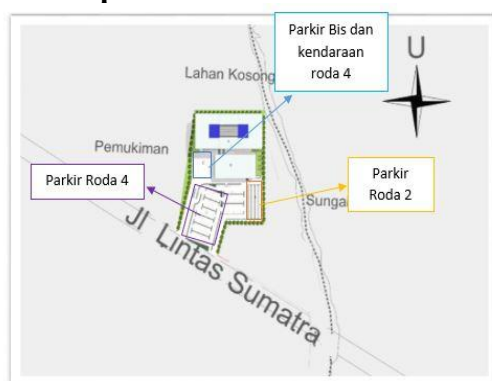 Parkir Bis dan
kendaraan
roda 4
U
Lahan Kosong
Pemukiman
Parkir Roda 4
Parkir
Roda 2
Sunga
Jl Lintas Sumatra